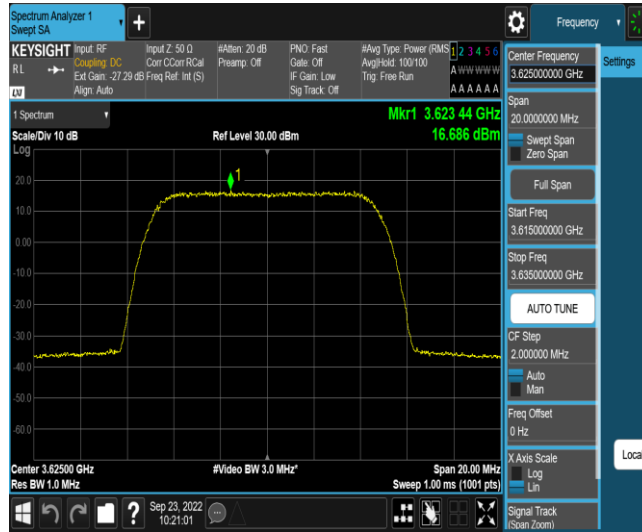 Spectrum Analyzer 1
Swept SA
+
Frequency
KEYSIGHT Input: RF Input Z: 50 Ω #Atten: 20 dB PNO: Fast #Avg Type: Power (RMS 1 2 3 4 5 6
RL Coupling: DC Corr CCorr RCal Preamp: Off Gate: Off Avg|Hold: 100/100 A W W W W W
Ext Gain: -27.29 dB Freq Ref: Int (S) IF Gain: Low Trig: Free Run
LXI Align: Auto Sig Track: Off A A A A A A
1 Spectrum
Mkr1 3.623 44 GHz
Scale/Div 10 dB Ref Level 30.00 dBm 16.686 dBm
Log
1
20.0
10.0
0.00
-10.0
-20.0
-30.0
-40.0
-50.0
-60.0
Center 3.62500 GHz #Video BW 3.0 MHz* Span 20.00 MHz
Res BW 1.0 MHz Sweep 1.00 ms (1001 pts)
Center Frequency
3.625000000 GHz
Settings
Span
20.0000000 MHz
Swept Span
Zero Span
Full Span
Start Freq
3.615000000 GHz
Stop Freq
3.635000000 GHz
AUTO TUNE
CF Step
2.000000 MHz
Auto
Man
Freq Offset
0 Hz
X Axis Scale
Log
Lin
Local
Signal Track
(Span Zoom)
? Sep 23, 2022
10:21:01